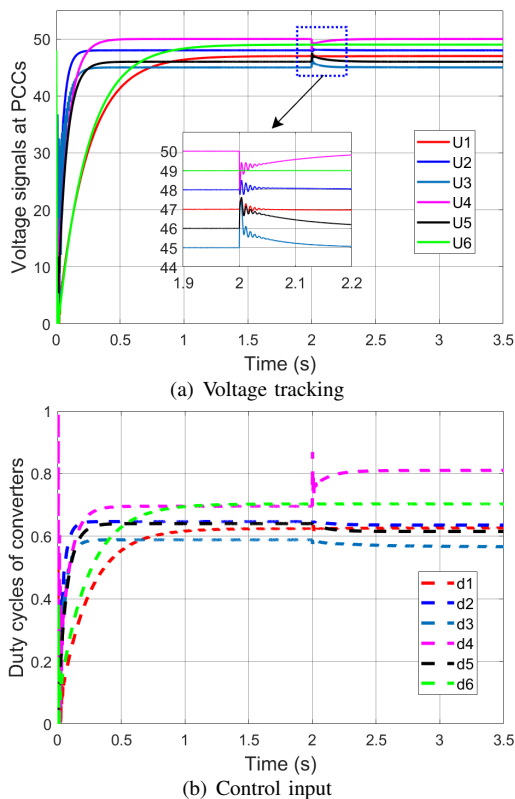 Voltage signals at PCCs
50
40
30
20
10
0
50
49
48
47
46
45
44
1.9
2
2.1
2.2
U1
U2
U3
U4
U5
U6
0
0.5
1
1.5
2
2.5
3
3.5
Time (s)
(a) Voltage tracking
Duty cycles of converters
1
0.8
0.6
0.4
0.2
0
d1
d2
d3
d4
d5
d6
0
0.5
1
1.5
2
2.5
3
3.5
Time (s)
(b) Control input